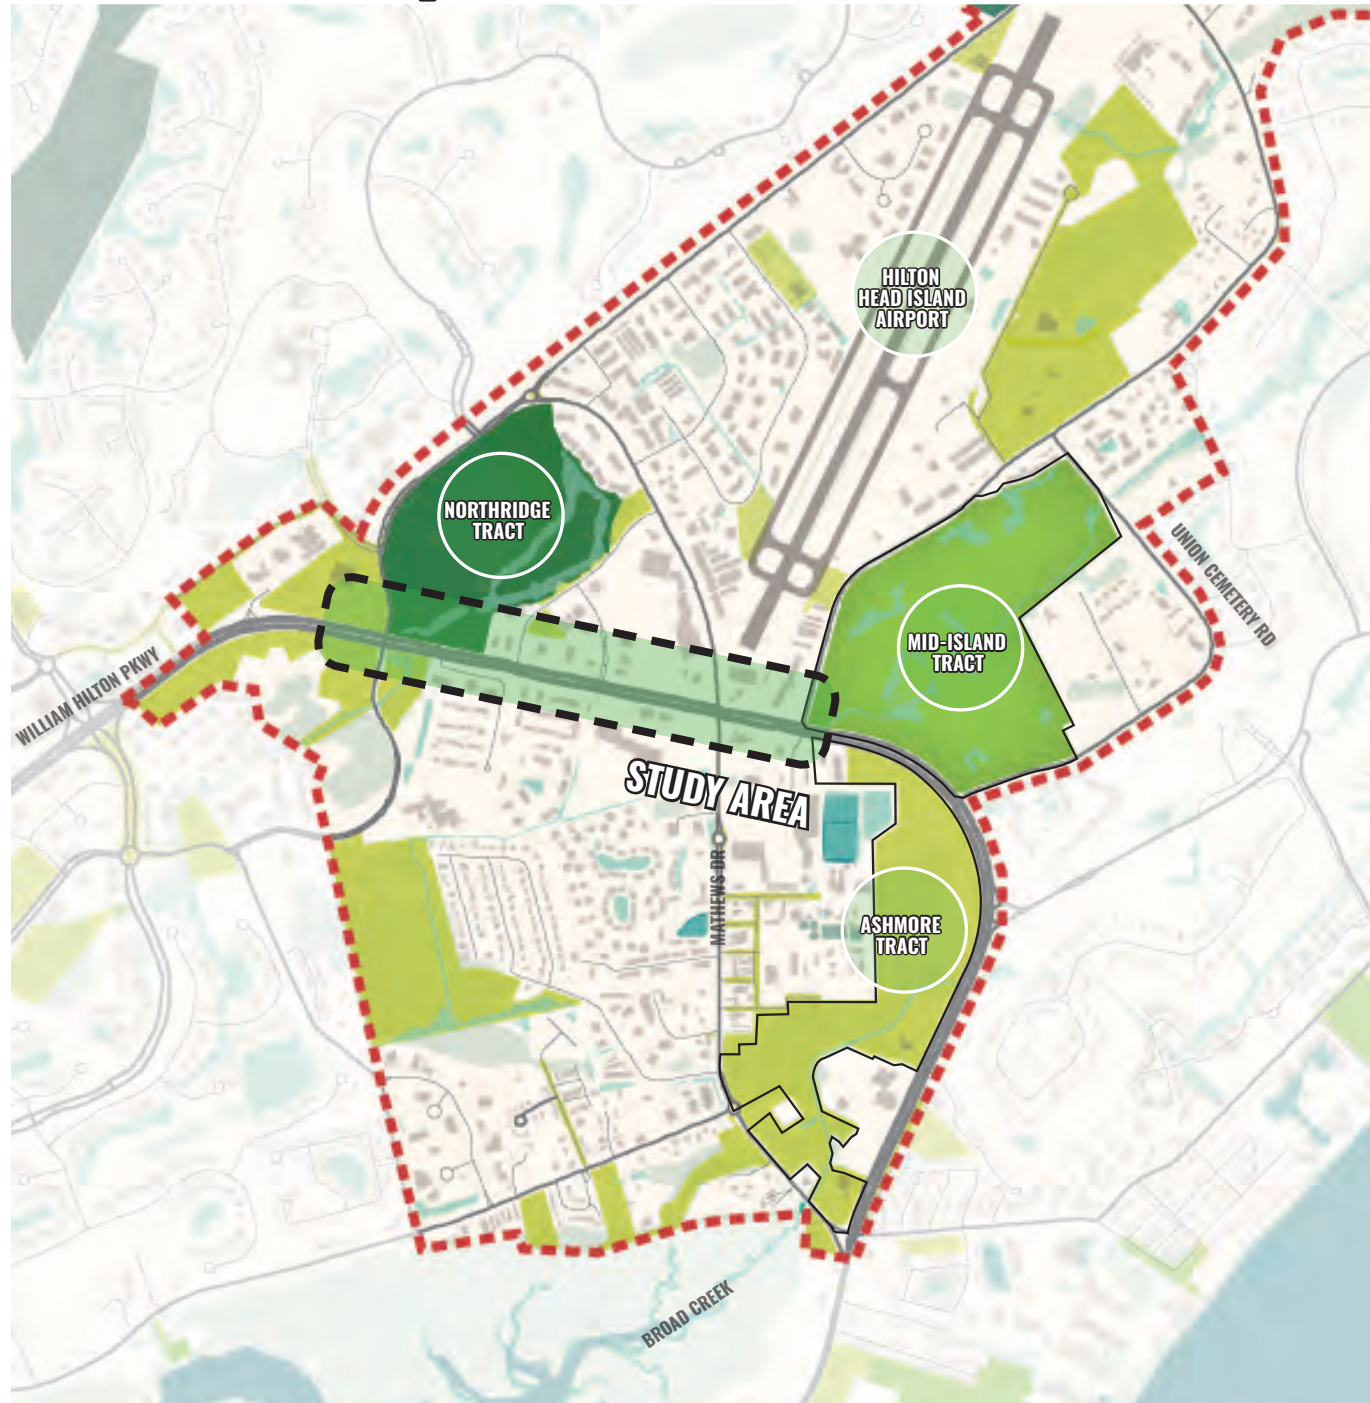 HILTON
HEAD ISLAND
AIRPORT
NORTHRIDGE
TRACT
UNION CEMETERY RD
MID-ISLAND
TRACT
WILLIAM HILTON PKWY
STUDY AREA
MATHEWS DR
ASHMORE
TRACT
BROAD CREEK